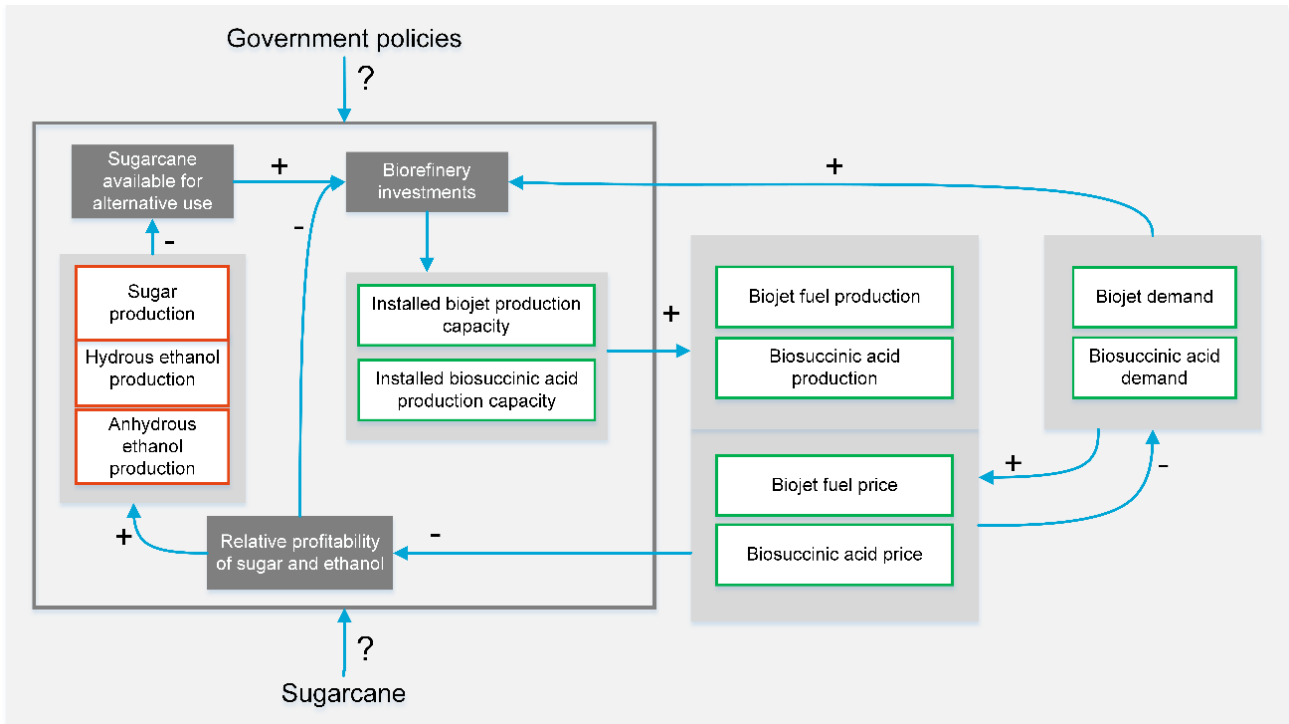 Government policies
?
Sugarcane
available for
alternative use
+
Biorefinery
investments
+
-
-
Sugar
production
Hydrous ethanol
production
Anhydrous
ethanol
production
Installed biojet production
capacity
Installed biosuccinic acid
production capacity
+
Biojet fuel production
Biosuccinic acid
production
Biojet demand
Biosuccinic acid
demand
Biojet fuel price
Biosuccinic acid price
+
-
+
Relative profitability
of sugar and ethanol
-
?
Sugarcane